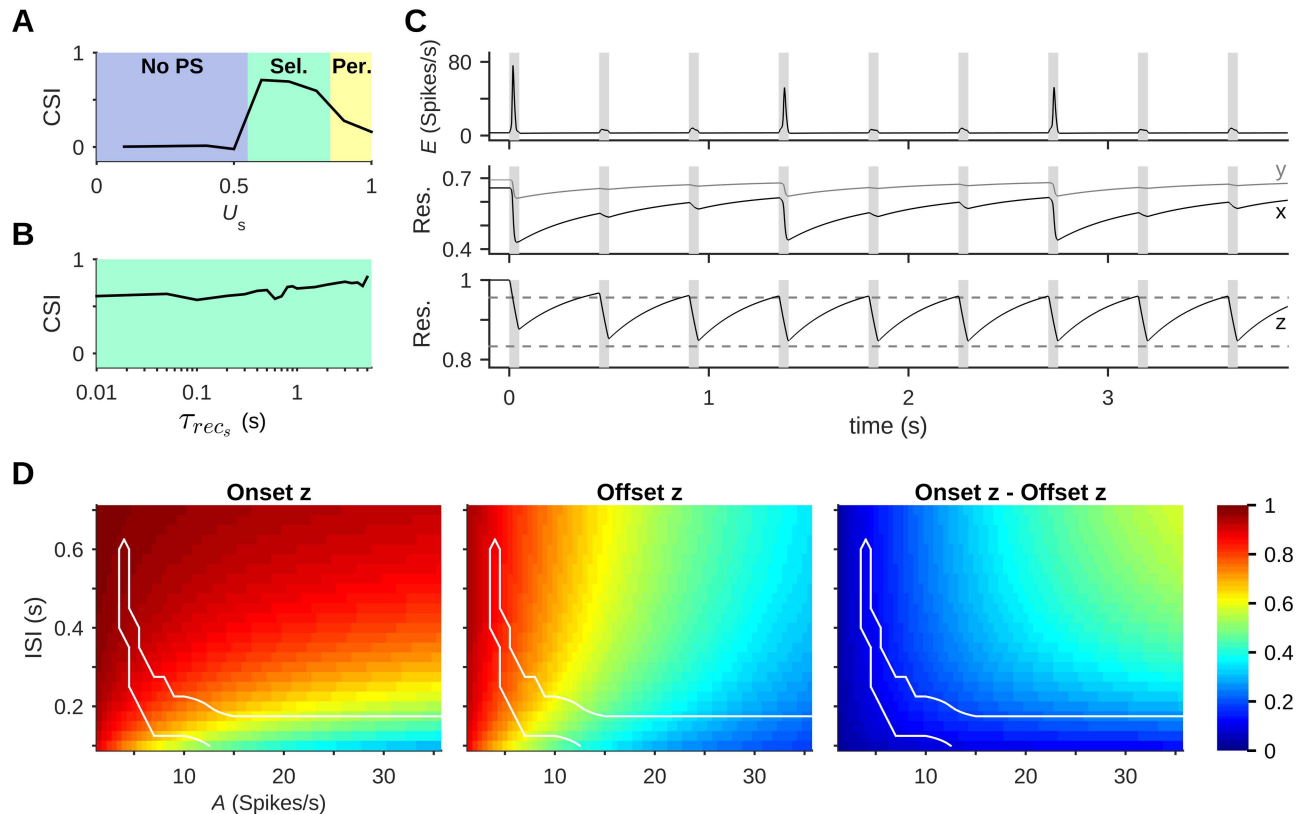 A
CSI
1
0
No PS
Sel.
Per.
0
0.5
1
U_s
B
CSI
1
0
0.01
0.1
1
τ_rec_s (s)
C
E (Spikes/s)
80
0
Res.
0.7
0.4
y
x
Res.
1
0.8
z
0
1
2
3
time (s)
D
Onset z
Offset z
Onset z - Offset z
ISI (s)
0.6
0.4
0.2
10
20
30
10
20
30
10
20
30
A (Spikes/s)
1
0.8
0.6
0.4
0.2
0